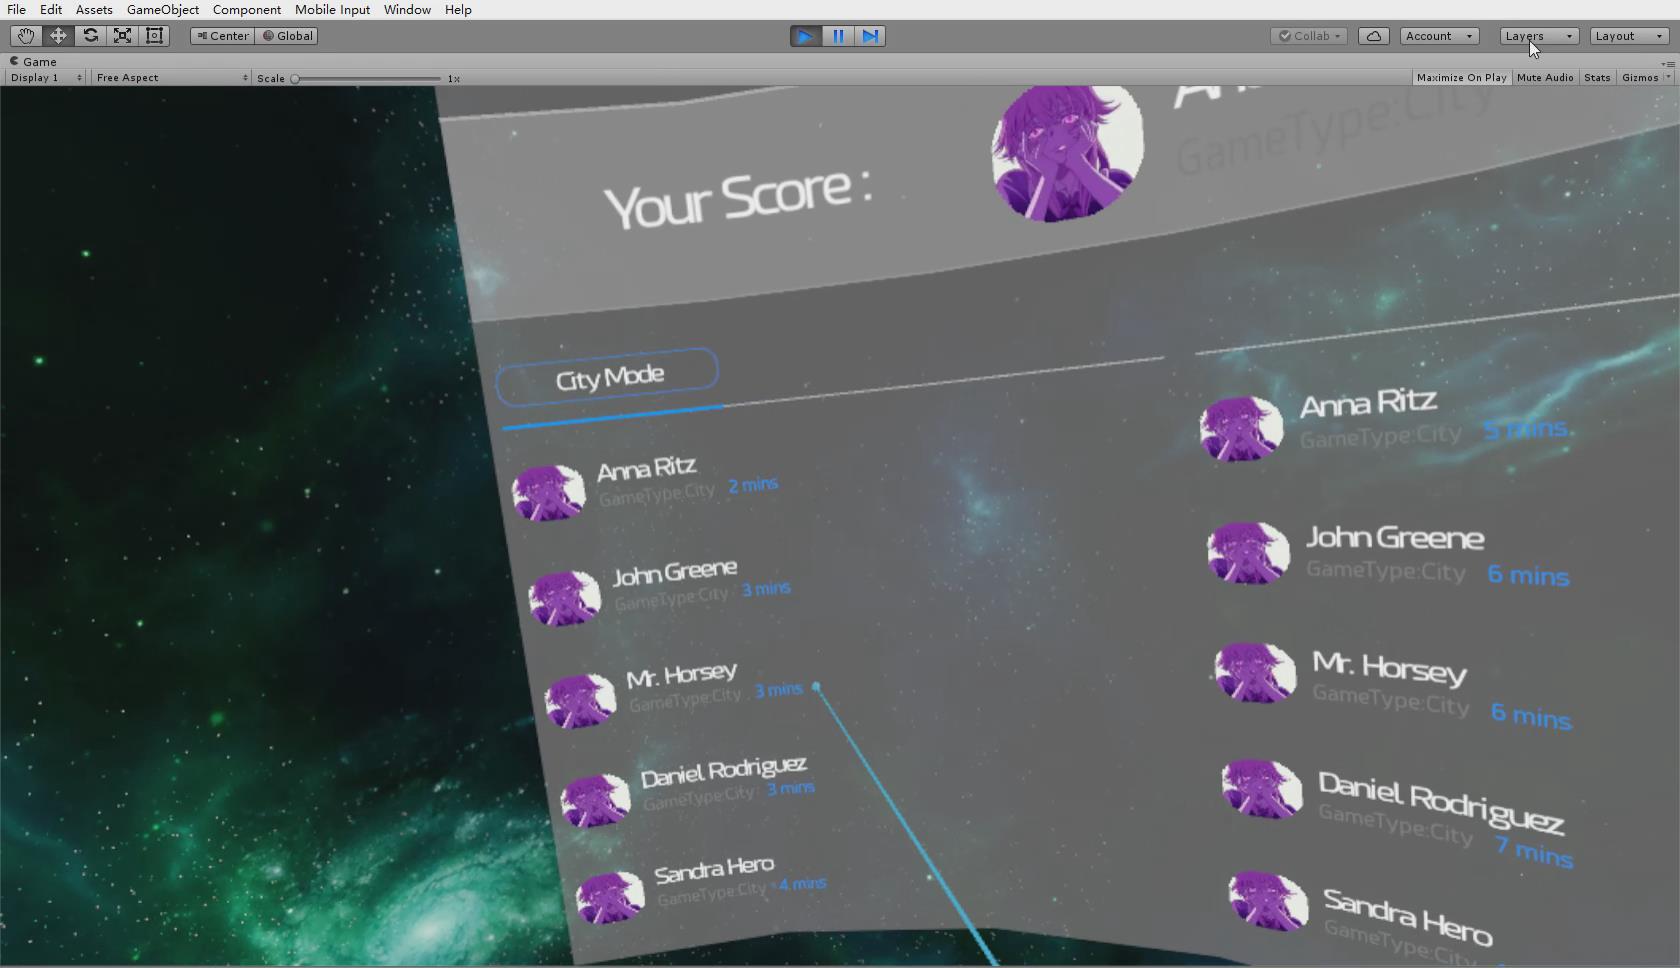 File Edit Assets GameObject Component Mobile Input Window Help
Center Global Collab Account Layers Layout
Game
Display 1 Free Aspect Scale 1x Maximize On Play Mute Audio Stats Gizmos
GameType:City
Your Score :
City Mode
Anna Ritz
GameType:City 2 mins
John Greene
GameType:City 3 mins
Mr. Horsey
GameType:City 3 mins
Daniel Rodriguez
GameType:City 3 mins
Sandra Hero
GameType:City 4 mins
Anna Ritz
GameType:City 5 mins
John Greene
GameType:City 6 mins
Mr. Horsey
GameType:City 6 mins
Daniel Rodriguez
GameType:City 7 mins
Sandra Hero
GameType:City